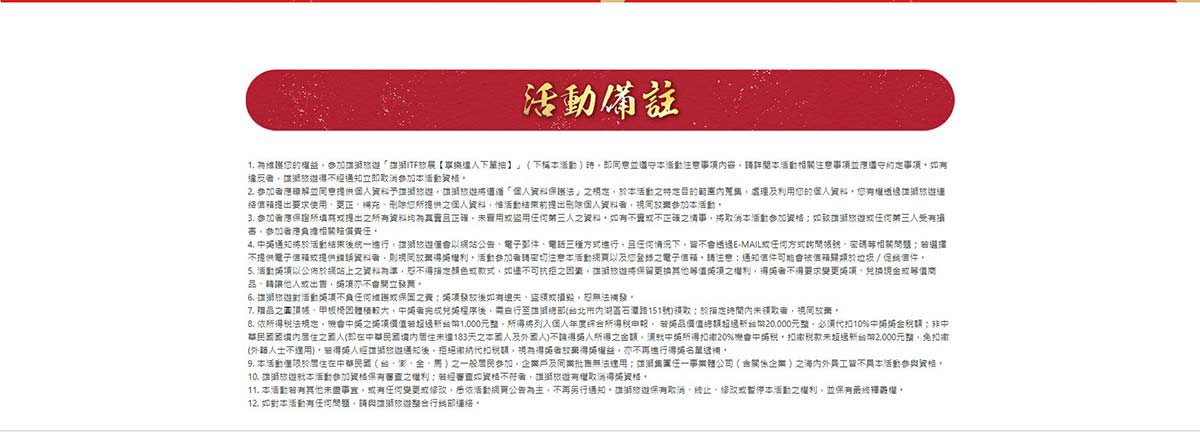 活動備註
1. 為維護您的權益，參加雄獅旅遊「雄獅ITF旅展【享樂達人下單抽】」（下稱本活動）時，即同意並遵守本活動注意事項內容，請詳閱本活動相關注意事項並應遵守約定事項。如有
違反者，雄獅旅遊得不經通知立即取消參加本活動資格。
2. 參加者應瞭解並同意提供個人資料予雄獅旅遊，雄獅旅遊將遵循「個人資料保護法」之規定，於本活動之特定目的範圍內蒐集，處理及利用您的個人資料。您有權透過雄獅旅遊連
絡信箱提出要求使用、更正、補充、刪除您所提供之個人資料，惟活動結束前提出刪除個人資料者，視同放棄參加本活動。
3. 參加者應保證所填寫或提出之所有資料均為真實且正確，未冒用或盜用任何第三人之資料。如有不實或不正確之情事，將取消本活動參加資格；如致雄獅旅遊或任何第三人受有損
害，參加者應負擔相關賠償責任。
4. 中獎通知將於活動結束後統一進行，雄獅旅遊僅會以網站公告、電子郵件、電話三種方式進行，且任何情況下，皆不會透過E-MAIL或任何方式詢問帳號、密碼等相關問題；若選擇
不提供電子信箱或提供錯誤資料者，則視同放棄得獎權利。活動參加者請密切注意本活動網頁以及您登錄之電子信箱。請注意：通知信件可能會被信箱歸類於垃圾／促銷信件。
5. 活動獎項以公佈於網站上之資料為準，恕不得指定顏色或款式，如遇不可抗拒之因素，雄獅旅遊將保留更換其他等值獎項之權利，得獎者不得要求變更獎項、兌換現金或等值商
品、轉讓他人或出售，獎項亦不會開立發票。
6. 雄獅旅遊對活動獎項不負任何維護或保固之責；獎項發放後如有遺失、盜領或損毀，恕無法補發。
7. 贈品之圓頂帳、甲板椅因體積較大，中獎者完成兌獎程序後，需自行至雄獅總部(台北市內湖區石潭路151號)領取；於指定時間內未領取者，視同放棄。
8. 依所得稅法規定，機會中獎之獎項價值若超過新台幣1,000元整，所得將列入個人年度綜合所得稅申報， 若獎品價值總額超過新台幣20,000元整，必須代扣10%中獎獎金稅額；非中
華民國國境內居住之國人(即在中華民國境內居住未達183天之本國人及外國人)不論得獎人所得之金額，須就中獎所得扣繳20%機會中獎稅。扣繳稅款未超過新台幣2,000元整，免扣繳
(外籍人士不適用)。若得獎人經雄獅旅遊通知後，拒絕繳納代扣稅額，視為得獎者放棄得獎權益，亦不再進行得獎名單遞補。
9. 本活動僅限於居住在中華民國（台、澎、金、馬）之一般居民參加，企業戶及同業批售無法適用；雄獅集團任一事業體公司（含關係企業）之海內外員工皆不具本活動參與資格。
10. 雄獅旅遊就本活動參加資格保有審查之權利；若經審查如資格不符者，雄獅旅遊有權取消得獎資格。
11. 本活動若有其他未盡事宜，或有任何變更或修改，悉依活動網頁公告為主，不再另行通知。雄獅旅遊保有取消、終止、修改或暫停本活動之權利，並保有最終釋義權。
12. 如對本活動有任何問題，請與雄獅旅遊整合行銷部連絡。